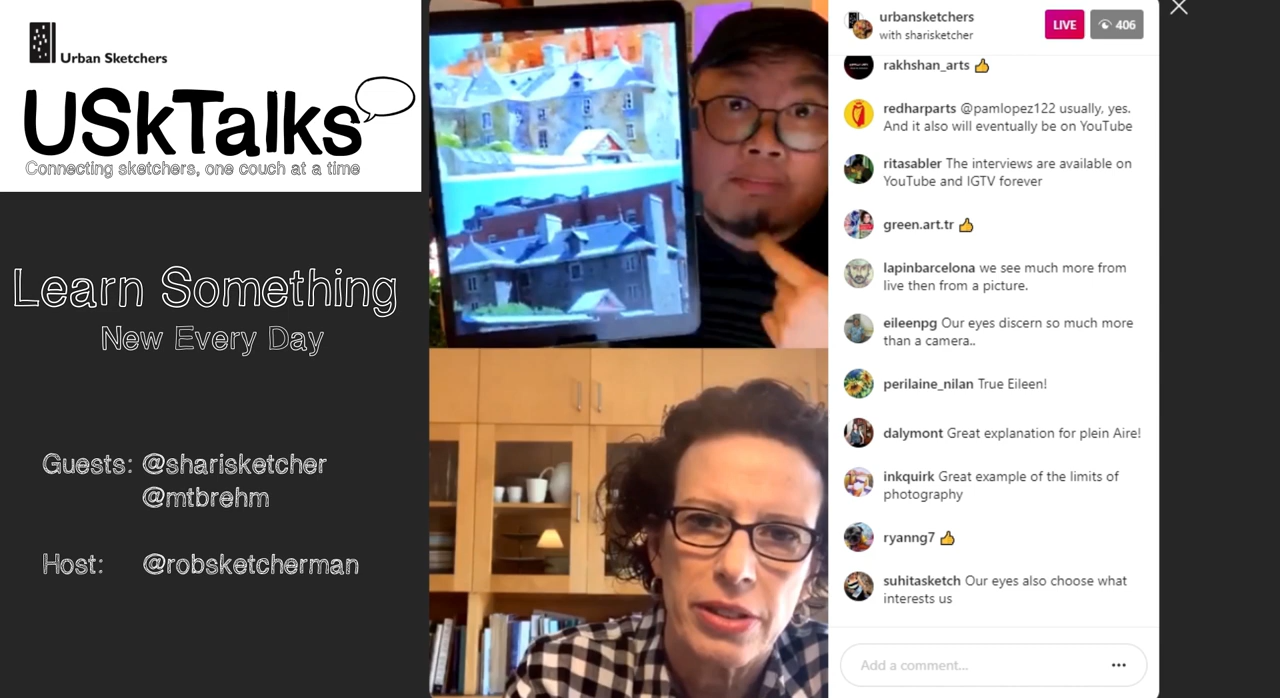 Urban Sketchers
USkTalks
Connecting sketchers, one couch at a time
Learn Something
New Every Day
Guests: @sharisketcher
@mtbrehm
Host: @robsketcherman
urbansketchers
with sharisketcher
LIVE
406
rakhshan_arts 👍
redharparts @pamlopez122 usually, yes.
And it also will eventually be on YouTube
ritasabler The interviews are available on
YouTube and IGTV forever
green.art.tr 👍
lapinbarcelona we see much more from
live then from a picture.
eileenpg Our eyes discern so much more
than a camera..
perilaine_nilan True Eileen!
dalymont Great explanation for plein Aire!
inkquirk Great example of the limits of
photography
ryanng7 👍
suhitasketch Our eyes also choose what
interests us
Add a comment...